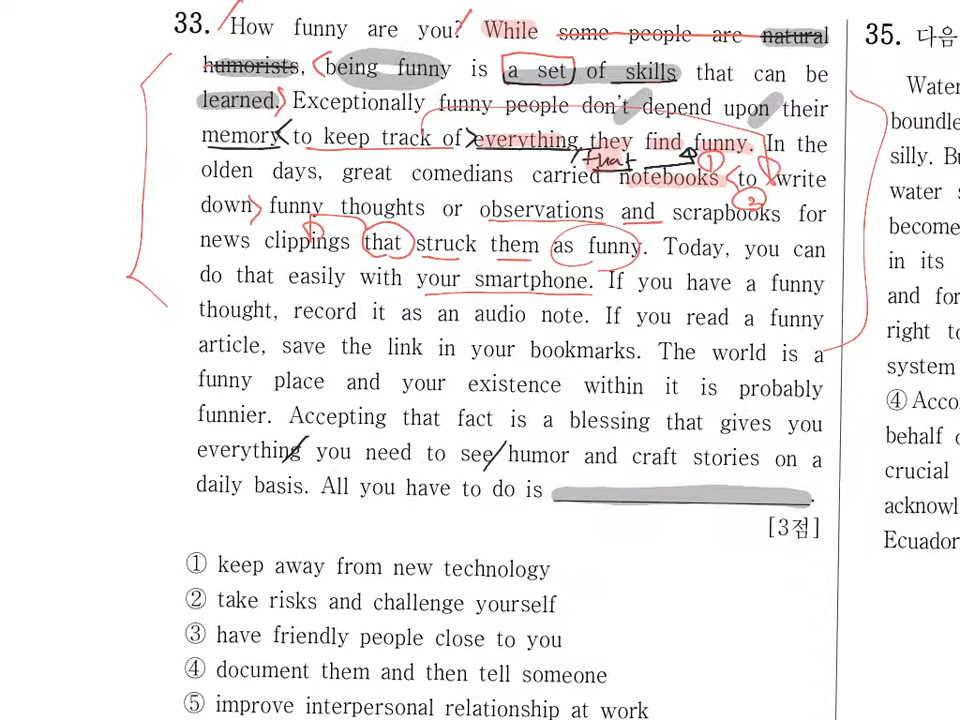 33. How funny are you? While some people are natural
humorists, being funny is a set of skills that can be
learned. Exceptionally funny people don't depend upon their
memory to keep track of everything they find funny. In the
that
①
olden days, great comedians carried notebooks to write
②
down funny thoughts or observations and scrapbooks for
news clippings that struck them as funny. Today, you can
do that easily with your smartphone. If you have a funny
thought, record it as an audio note. If you read a funny
article, save the link in your bookmarks. The world is a
funny place and your existence within it is probably
funnier. Accepting that fact is a blessing that gives you
everything you need to see humor and craft stories on a
daily basis. All you have to do is
.
[3점]
① keep away from new technology
② take risks and challenge yourself
③ have friendly people close to you
④ document them and then tell someone
⑤ improve interpersonal relationship at work
35. 다음
Water
boundle
silly. Bu
water s
become
in its
and for
right to
system
④ Acco
behalf o
crucial
acknowl
Ecuador